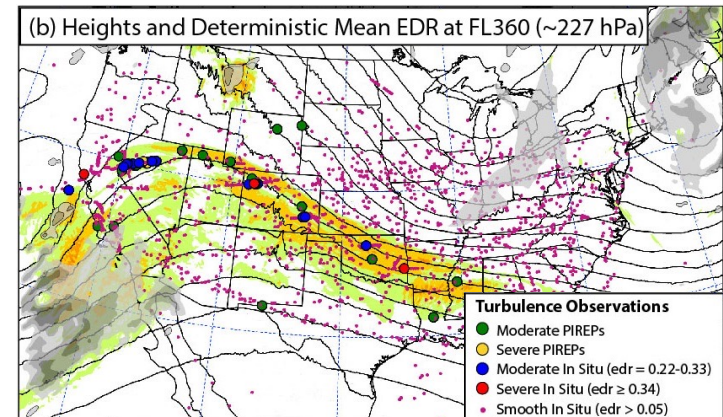 (b) Heights and Deterministic Mean EDR at FL360 (~227 hPa)
Turbulence Observations
Moderate PIREPs
Severe PIREPs
Moderate In Situ (edr = 0.22-0.33)
Severe In Situ (edr ≥ 0.34)
Smooth In Situ (edr > 0.05)